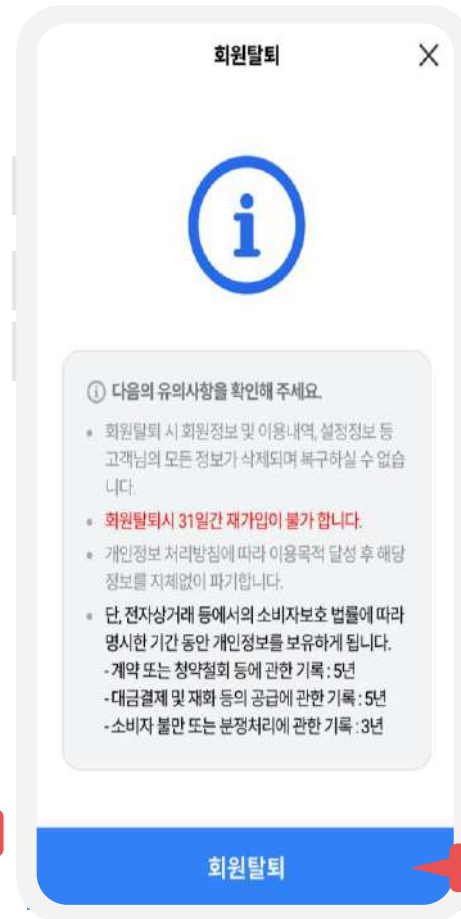 회원탈퇴
다음의 유의사항을 확인해 주세요.
회원탈퇴 시 회원정보 및 이용내역, 설정정보 등
고객님의 모든 정보가 삭제되며 복구하실 수 없습
니다.
회원탈퇴시 31일간 재가입이 불가 합니다.
개인정보 처리방침에 따라 이용목적 달성 후 해당
정보를 지체없이 파기합니다.
단, 전자상거래 등에서의 소비자보호 법률에 따라
명시한 기간 동안 개인정보를 보유하게 됩니다.
- 계약 또는 청약철회 등에 관한 기록 : 5년
- 대금결제 및 재화 등의 공급에 관한 기록 : 5년
- 소비자 불만 또는 분쟁처리에 관한 기록 : 3년
회원탈퇴